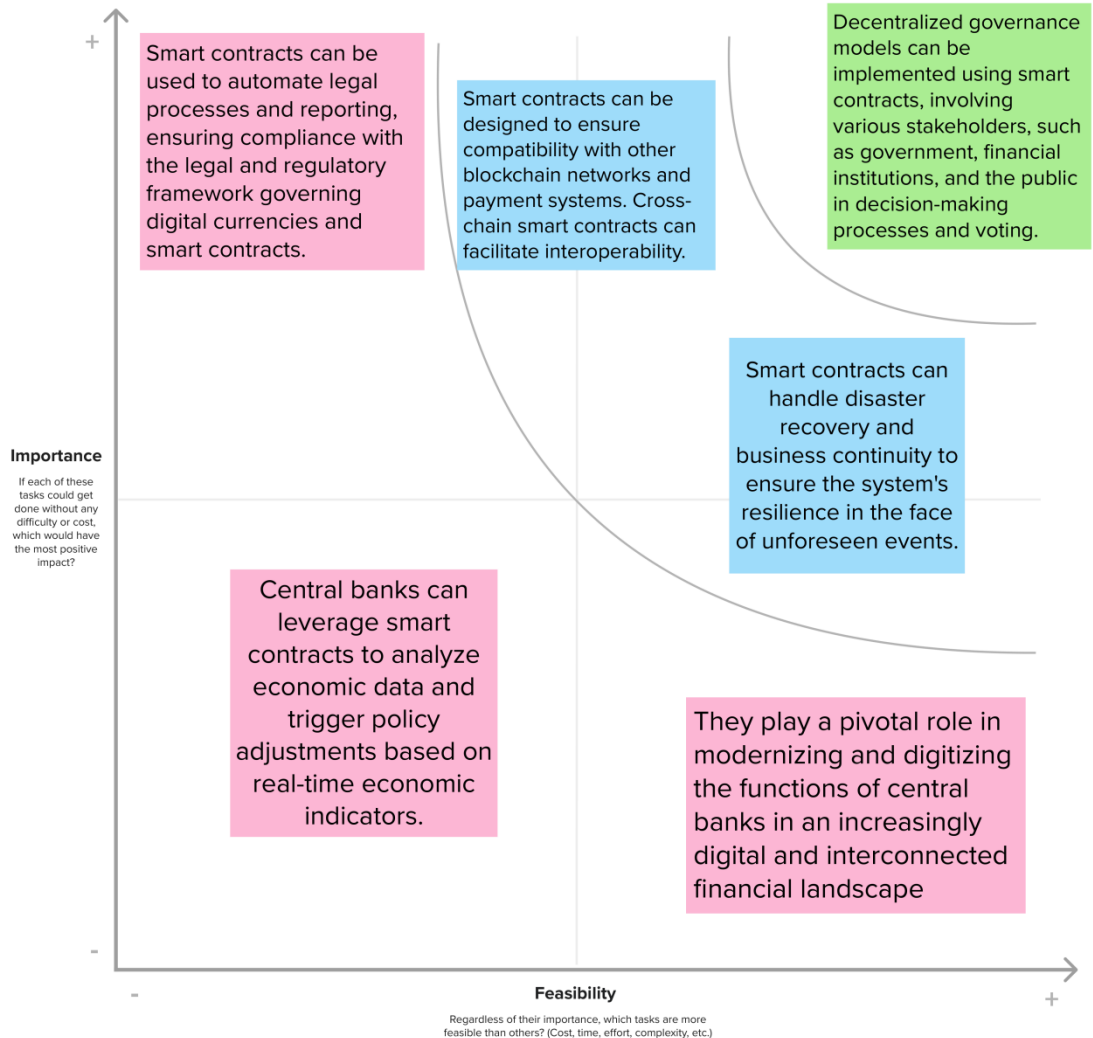 +
Smart contracts can be
used to automate legal
processes and reporting,
ensuring compliance with
the legal and regulatory
framework governing
digital currencies and
smart contracts.
Smart contracts can be
designed to ensure
compatibility with other
blockchain networks and
payment systems. Cross-
chain smart contracts can
facilitate interoperability.
Decentralized governance
models can be
implemented using smart
contracts, involving
various stakeholders, such
as government, financial
institutions, and the public
in decision-making
processes and voting.
Smart contracts can
handle disaster
recovery and
business continuity to
ensure the system's
resilience in the face
of unforeseen events.
Importance
If each of these
tasks could get
done without any
difficulty or cost,
which would have
the most positive
impact?
Central banks can
leverage smart
contracts to analyze
economic data and
trigger policy
adjustments based on
real-time economic
indicators.
They play a pivotal role in
modernizing and digitizing
the functions of central
banks in an increasingly
digital and interconnected
financial landscape
-
-
Feasibility
+
Regardless of their importance, which tasks are more
feasible than others? (Cost, time, effort, complexity, etc.)